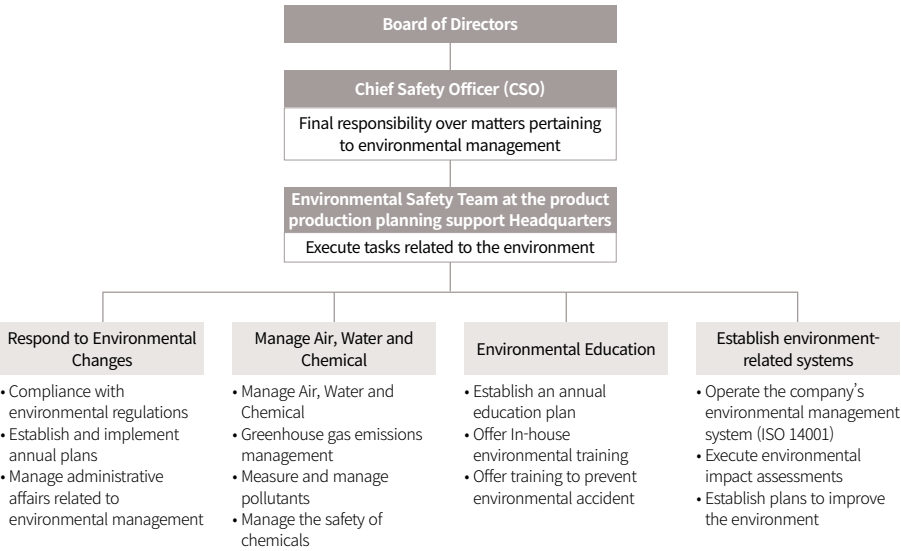 Board of Directors
Chief Safety Officer (CSO)
Final responsibility over matters pertaining
to environmental management
Environmental Safety Team at the product
production planning support Headquarters
Execute tasks related to the environment
Respond to Environmental
Changes
• Compliance with
environmental regulations
• Establish and implement
annual plans
• Manage administrative
affairs related to
environmental management
Manage Air, Water and
Chemical
• Manage Air, Water and
Chemical
• Greenhouse gas emissions
management
• Measure and manage
pollutants
• Manage the safety of
chemicals
Environmental Education
• Establish an annual
education plan
• Offer In-house
environmental training
• Offer training to prevent
environmental accident
Establish environment-
related systems
• Operate the company’s
environmental management
system (ISO 14001)
• Execute environmental
impact assessments
• Establish plans to improve
the environment